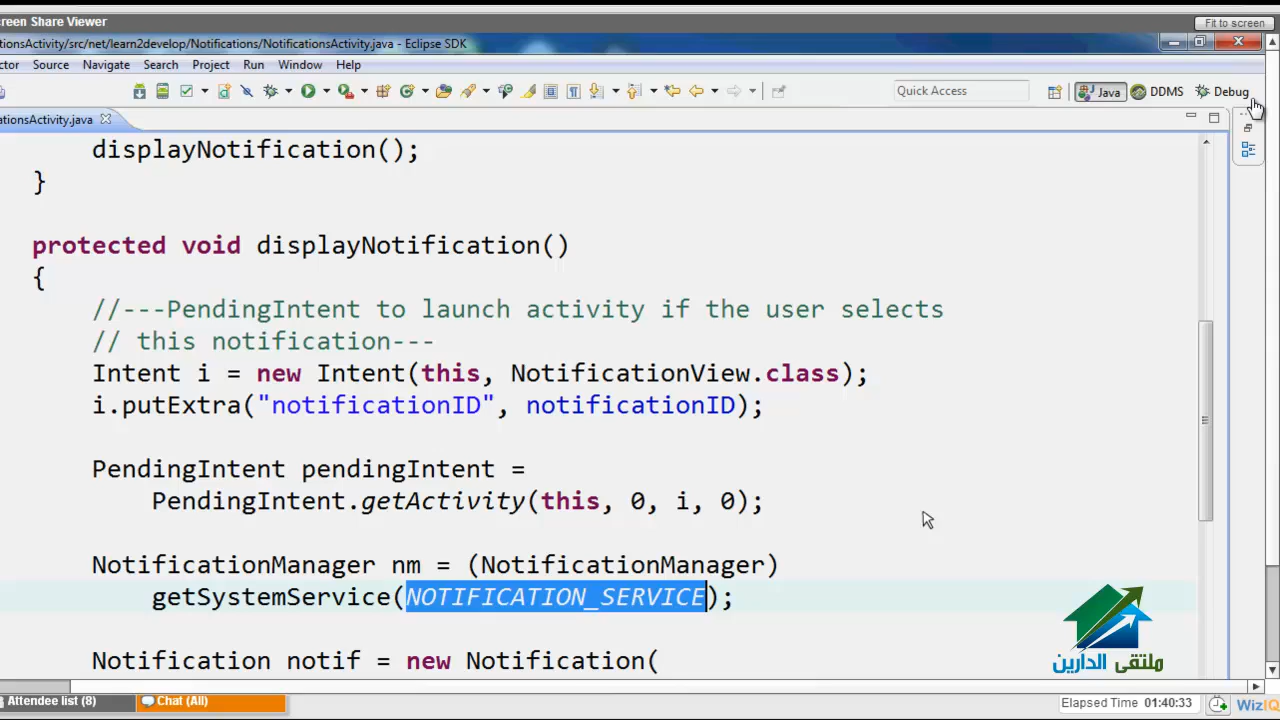 creen Share Viewer
Fit to screen
ionsActivity/src/net/learn2develop/Notifications/NotificationsActivity.java - Eclipse SDK
ctor Source Navigate Search Project Run Window Help
Quick Access
Java
DDMS
Debug
ationsActivity.java
displayNotification();
}
protected void displayNotification()
{
//---PendingIntent to launch activity if the user selects
// this notification---
Intent i = new Intent(this, NotificationView.class);
i.putExtra("notificationID", notificationID);
PendingIntent pendingIntent =
PendingIntent.getActivity(this, 0, i, 0);
NotificationManager nm = (NotificationManager)
getSystemService(NOTIFICATION_SERVICE);
Notification notif = new Notification(
ملتقى الدارين
Attendee list (8)
Chat (All)
Elapsed Time 01:40:33
WizIQ